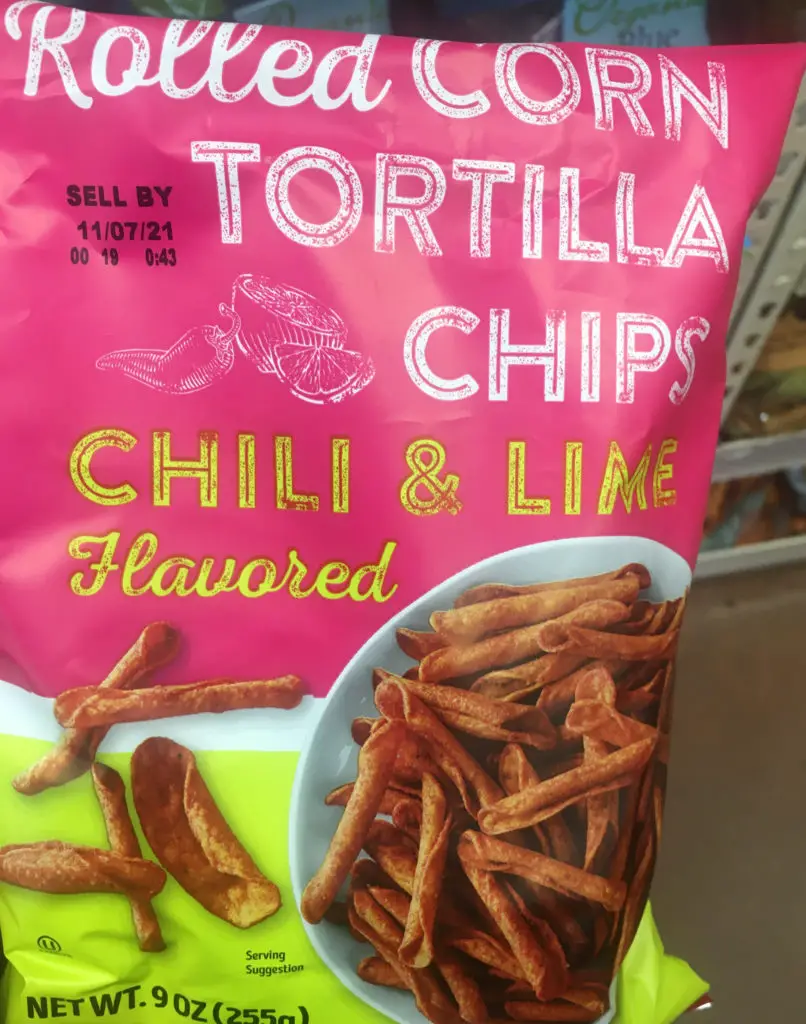 Rolled CORN
TORTILLA
CHIPS
SELL BY
11/07/21
00 19 0:43
CHILI & LIME
Flavored
U
Serving
Suggestion
NET WT. 9 OZ (255g)